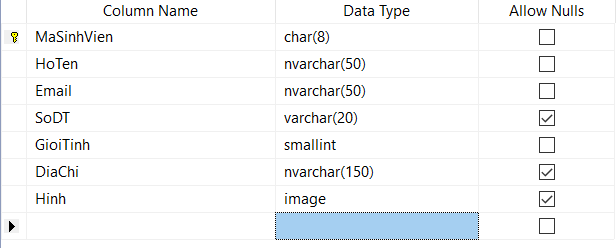 Column Name Data Type Allow Nulls
MaSinhVien char(8)
HoTen nvarchar(50)
Email nvarchar(50)
SoDT varchar(20)
GioiTinh smallint
DiaChi nvarchar(150)
Hinh image